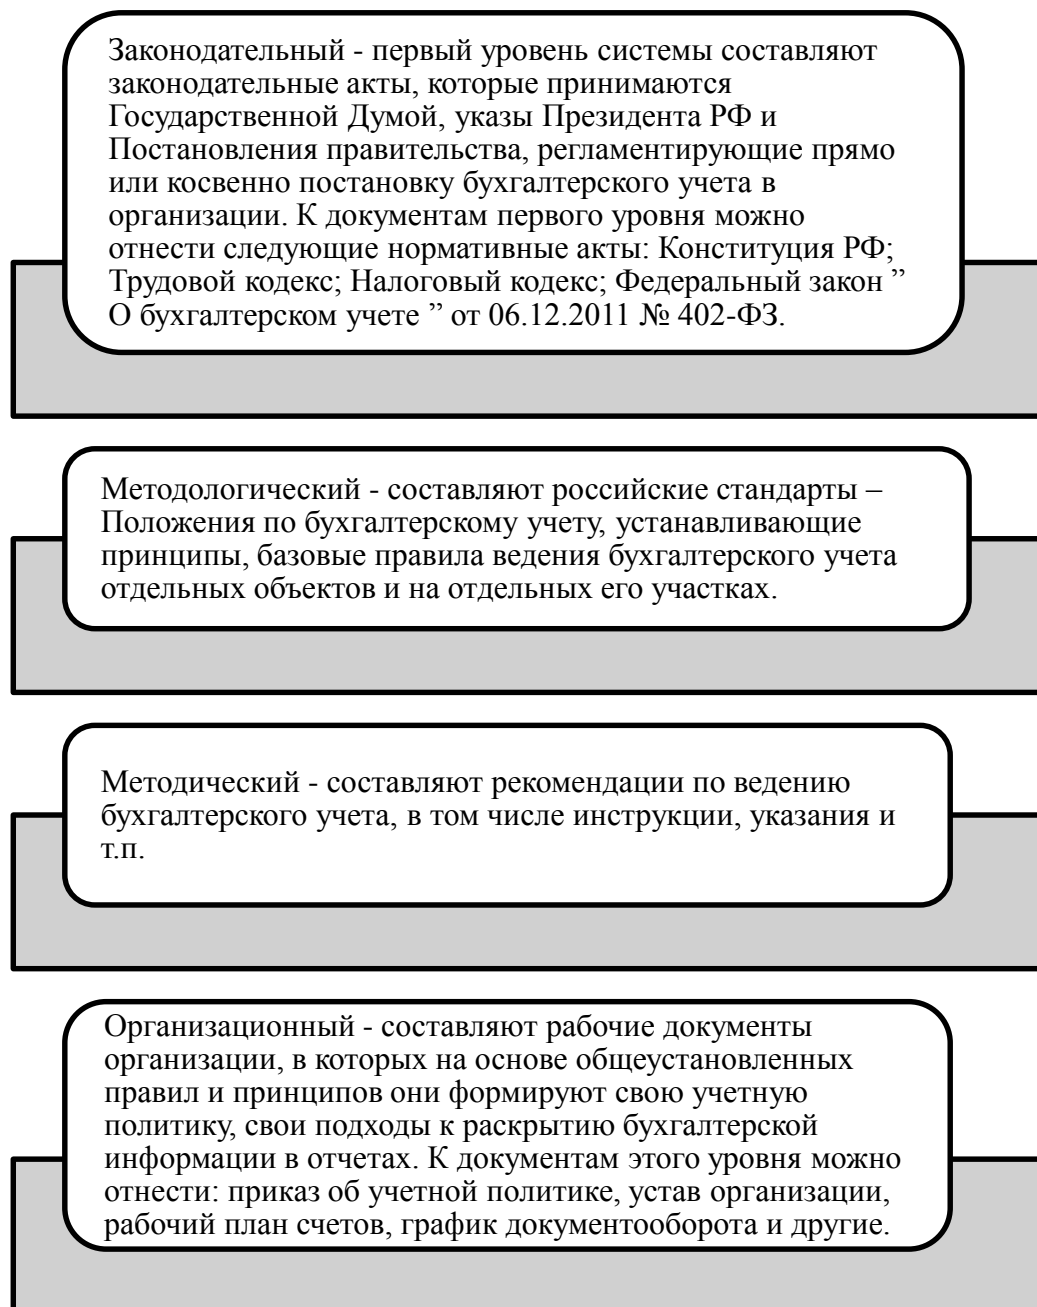 Законодательный - первый уровень системы составляют
законодательные акты, которые принимаются
Государственной Думой, указы Президента РФ и
Постановления правительства, регламентирующие прямо
или косвенно постановку бухгалтерского учета в
организации. К документам первого уровня можно
отнести следующие нормативные акты: Конституция РФ;
Трудовой кодекс; Налоговый кодекс; Федеральный закон ”
О бухгалтерском учете ” от 06.12.2011 № 402-ФЗ.
Методологический - составляют российские стандарты –
Положения по бухгалтерскому учету, устанавливающие
принципы, базовые правила ведения бухгалтерского учета
отдельных объектов и на отдельных его участках.
Методический - составляют рекомендации по ведению
бухгалтерского учета, в том числе инструкции, указания и
т.п.
Организационный - составляют рабочие документы
организации, в которых на основе общеустановленных
правил и принципов они формируют свою учетную
политику, свои подходы к раскрытию бухгалтерской
информации в отчетах. К документам этого уровня можно
отнести: приказ об учетной политике, устав организации,
рабочий план счетов, график документооборота и другие.